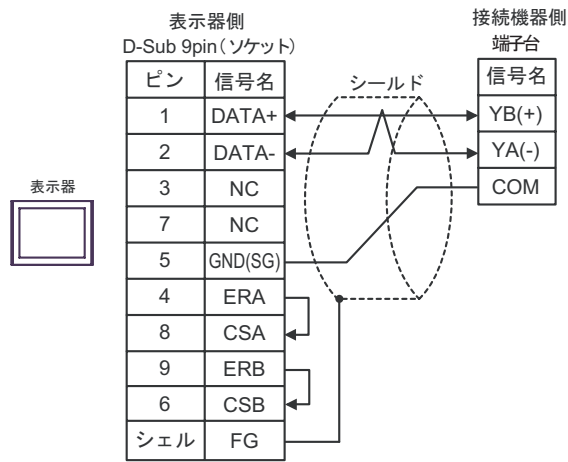 表示器側
D-Sub 9pin(ソケット)
接続機器側
端子台
ピン 信号名
シールド
信号名
1 DATA+
YB(+)
2 DATA-
YA(-)
3 NC
COM
表示器
7 NC
5 GND(SG)
4 ERA
8 CSA
9 ERB
6 CSB
シェル FG